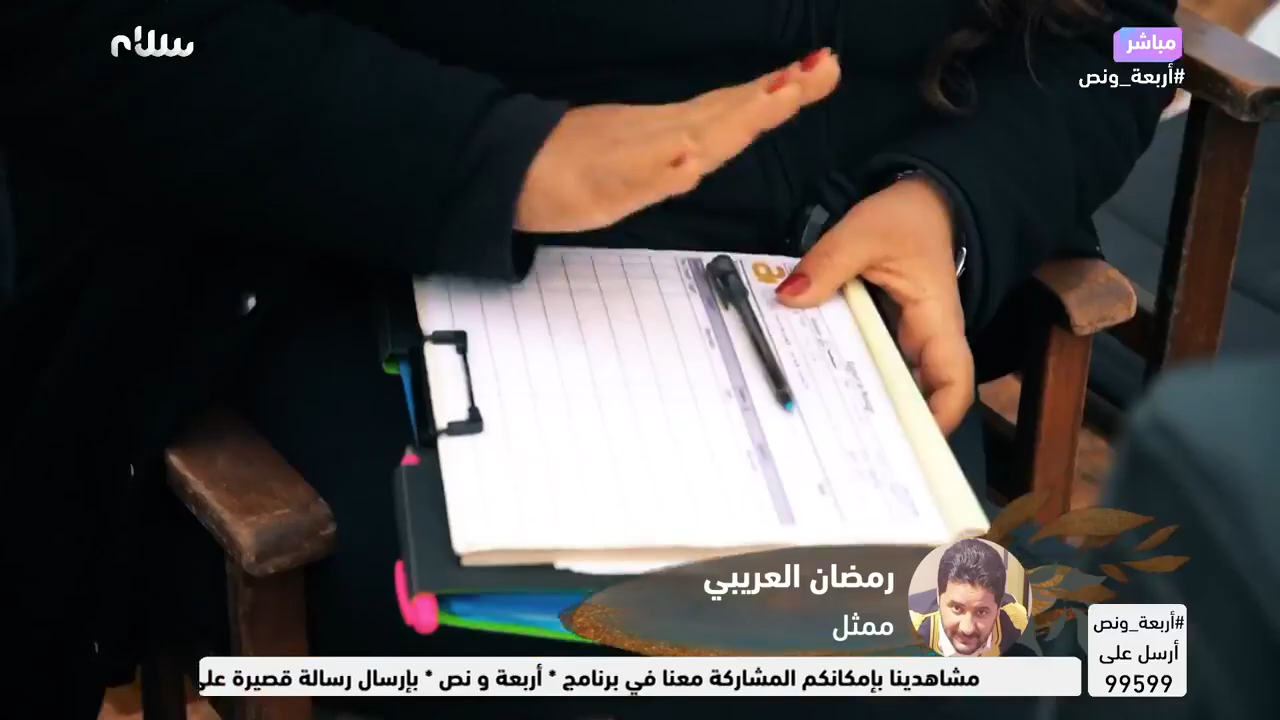 سلام
مباشر
#أربعة_ونص
رمضان العريبي
ممثل
#أربعة_ونص
أرسل على
99599
مشاهدينا بإمكانكم المشاركة معنا في برنامج * أربعة و نص * بإرسال رسالة قصيرة على